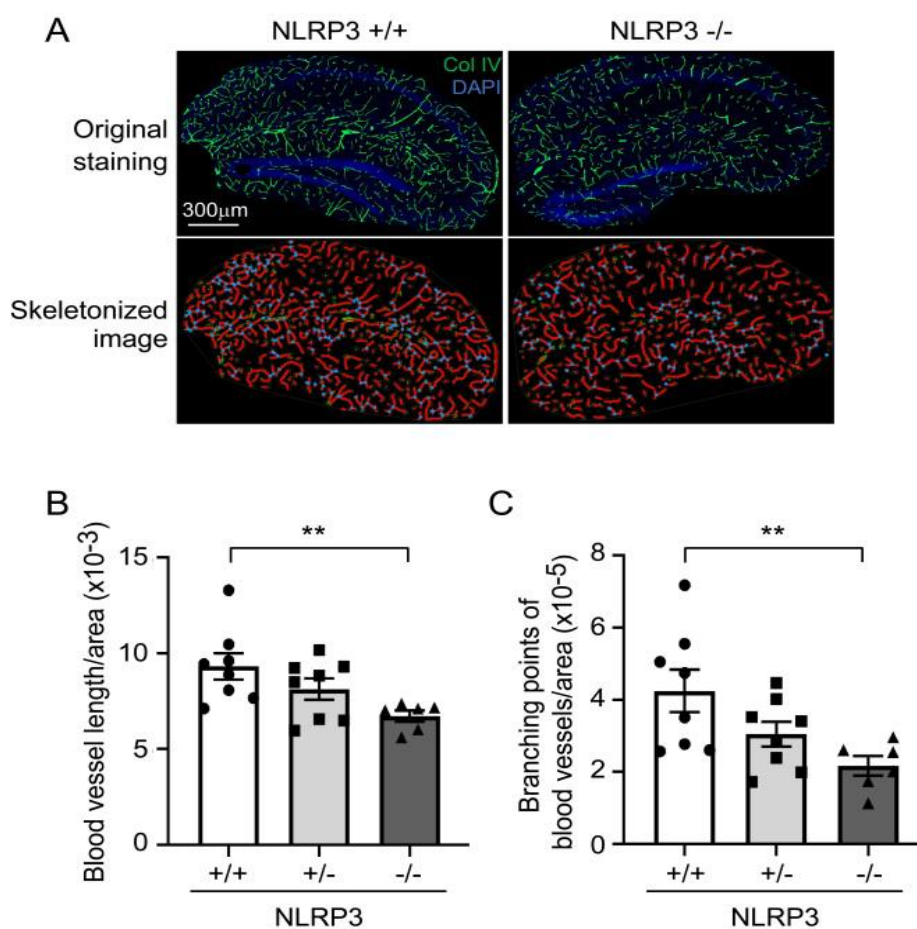 A
NLRP3 +/+
NLRP3 -/-
Original
staining
Col IV
DAPI
300μm
Skeletonized
image
B
Blood vessel length/area (x10-3)
**
15
10
5
0
+/+
+/-
-/-
NLRP3
C
Branching points of
blood vessels/area (x10-5)
**
8
6
4
2
0
+/+
+/-
-/-
NLRP3